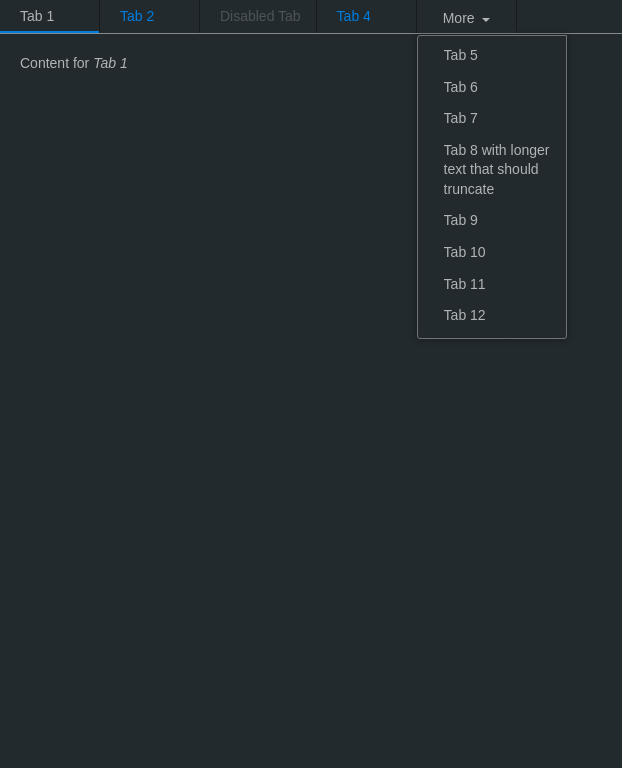 Tab 1
Tab 2
Disabled Tab
Tab 4
More
Content for Tab 1
Tab 5
Tab 6
Tab 7
Tab 8 with longer
text that should
truncate
Tab 9
Tab 10
Tab 11
Tab 12